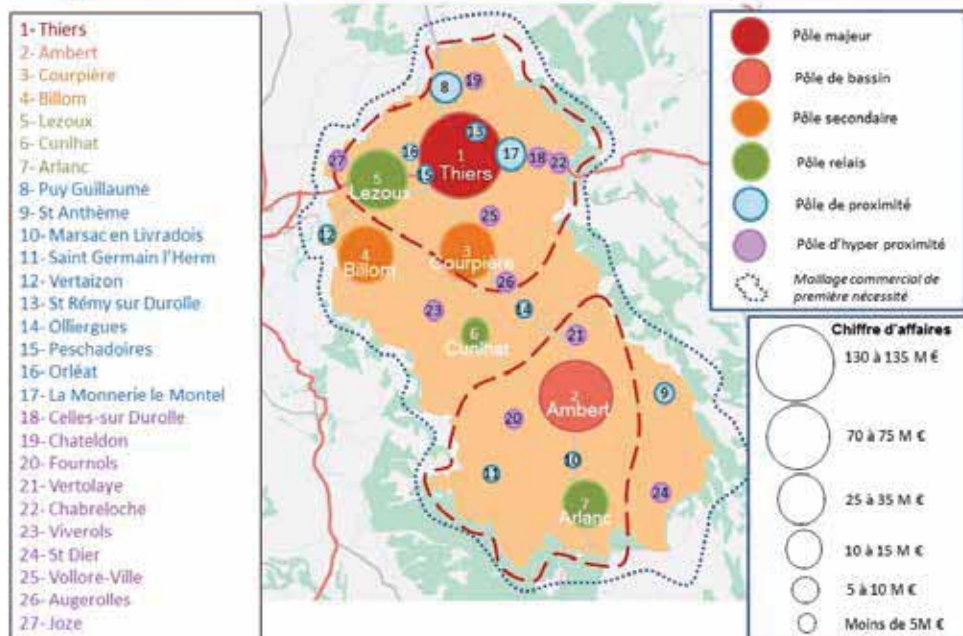 1- Thiers
2- Ambert
3- Courpière
4- Billom
5- Lezoux
6- Cunlhat
7- Arlanc
8- Puy Guillaume
9- St Anthème
10- Marsac en Livradois
11- Saint Germain l'Herm
12- Vertaizon
13- St Rémy sur Durolle
14- Olliergues
15- Peschadoires
16- Orléat
17- La Monnerie le Montel
18- Celles-sur Durolle
19- Chateldon
20- Fournols
21- Vertolaye
22- Chabreloche
23- Viverols
24- St Dier
25- Vollore-Ville
26- Augerolles
27- Joze
8
19
13
27
16
1
Thiers
17
18
22
15
5
Lezoux
25
12
4
Billom
3
Courpière
26
23
14
6
Cunlhat
21
2
Ambert
9
20
11
10
7
Arlanc
24
Pôle majeur
Pôle de bassin
Pôle secondaire
Pôle relais
Pôle de proximité
Pôle d'hyper proximité
Maillage commercial de
première nécessité
Chiffre d'affaires
130 à 135 M €
70 à 75 M €
25 à 35 M €
10 à 15 M €
5 à 10 M €
Moins de 5M €